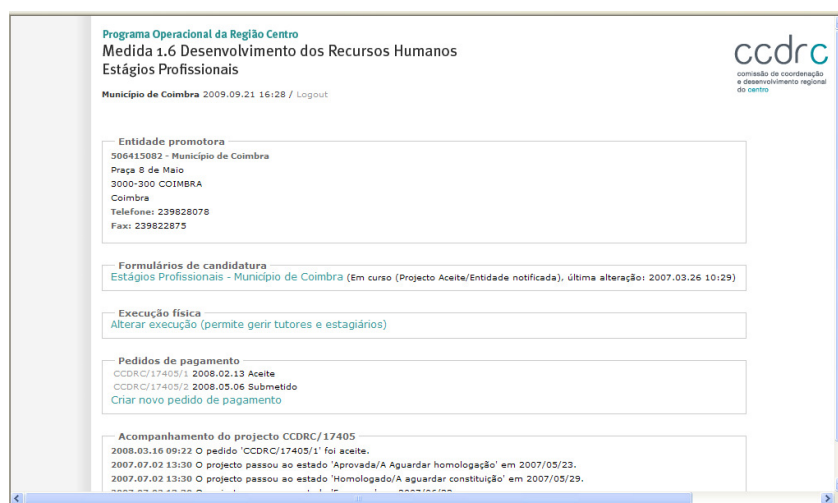 Programa Operacional da Região Centro
Medida 1.6 Desenvolvimento dos Recursos Humanos
Estágios Profissionais
ccdrc
comissão de coordenação
e desenvolvimento regional
do centro
Município de Coimbra 2009.09.21 16:28 / Logout
Entidade promotora
506415082 - Município de Coimbra
Praça 8 de Maio
3000-300 COIMBRA
Coimbra
Telefone: 239828078
Fax: 239822875
Formulários de candidatura
Estágios Profissionais - Município de Coimbra (Em curso (Projecto Aceite/Entidade notificada), última alteração: 2007.03.26 10:29)
Execução física
Alterar execução (permite gerir tutores e estagiários)
Pedidos de pagamento
CCDRC/17405/1 2008.02.13 Aceite
CCDRC/17405/2 2008.05.06 Submetido
Criar novo pedido de pagamento
Acompanhamento do projecto CCDRC/17405
2008.03.16 09:22 O pedido 'CCDRC/17405/1' foi aceite.
2007.07.02 13:30 O projecto passou ao estado 'Aprovada/A Aguardar homologação' em 2007/05/23.
2007.07.02 13:30 O projecto passou ao estado 'Homologado/A aguardar constituição' em 2007/05/29.